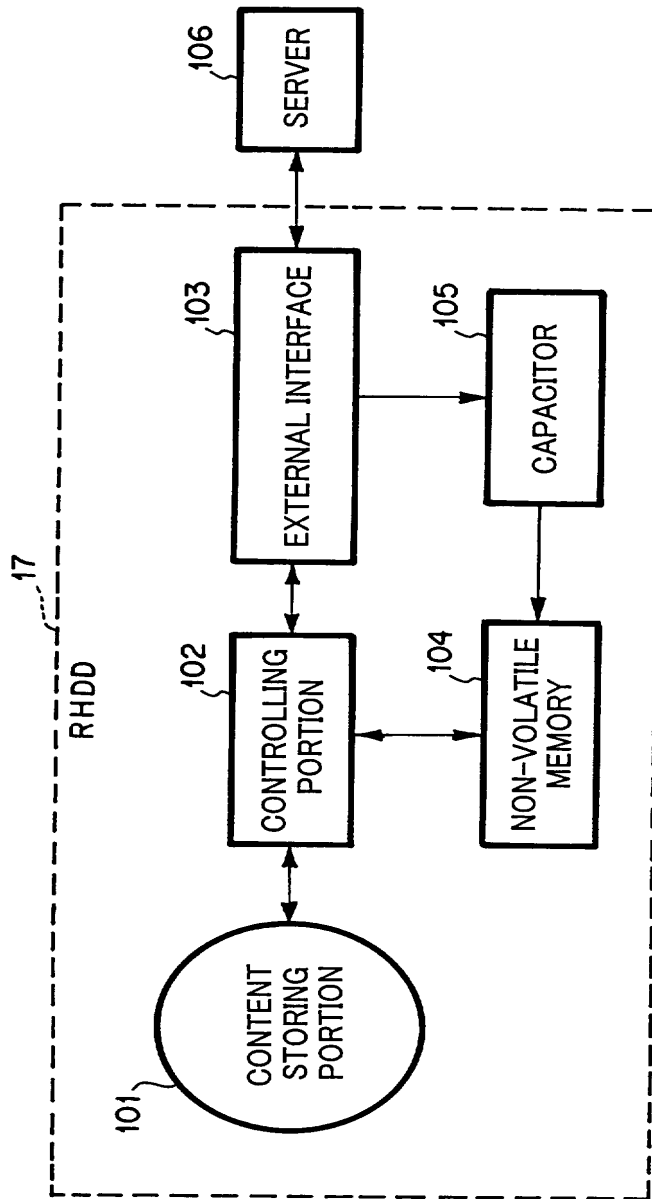 17
RHDD
101
CONTENT
STORING
PORTION
102
CONTROLLING
PORTION
103
EXTERNAL INTERFACE
106
SERVER
104
NON-VOLATILE
MEMORY
105
CAPACITOR